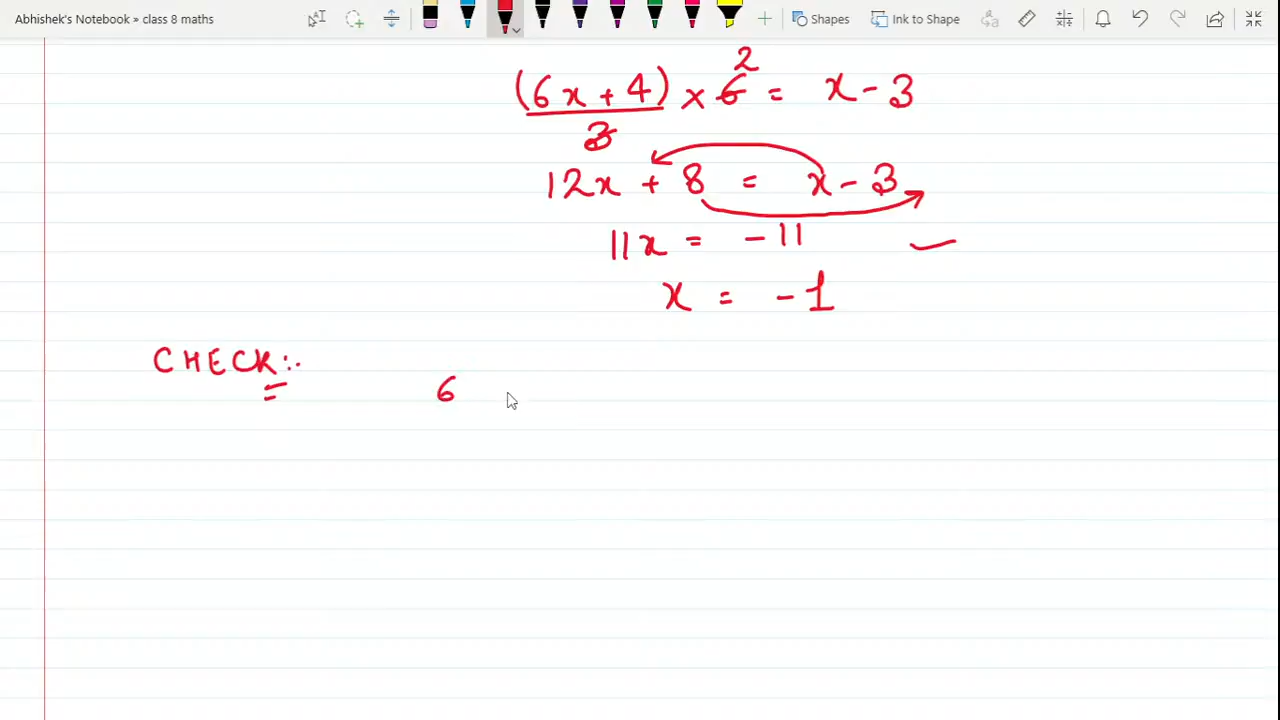 Abhishek's Notebook » class 8 maths
Shapes
Ink to Shape
2
(6x + 4) × 6 = x - 3
3
12x + 8 = x - 3
11x = - 11
x = - 1
CHECK:.
6